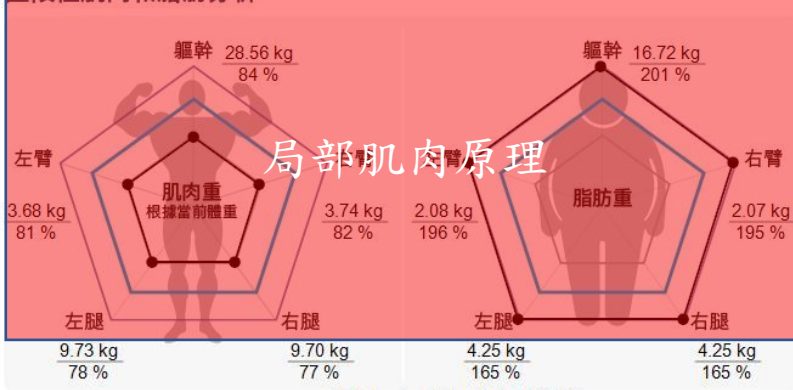 軀幹
28.56 kg
84 %
左臂
3.68 kg
81 %
3.74 kg
82 %
肌肉重
根據當前體重
左腿
9.73 kg
78 %
右腿
9.70 kg
77 %
局部肌肉原理
軀幹
16.72 kg
201 %
2.08 kg
196 %
右臂
2.07 kg
195 %
脂肪重
左腿
4.25 kg
165 %
右腿
4.25 kg
165 %